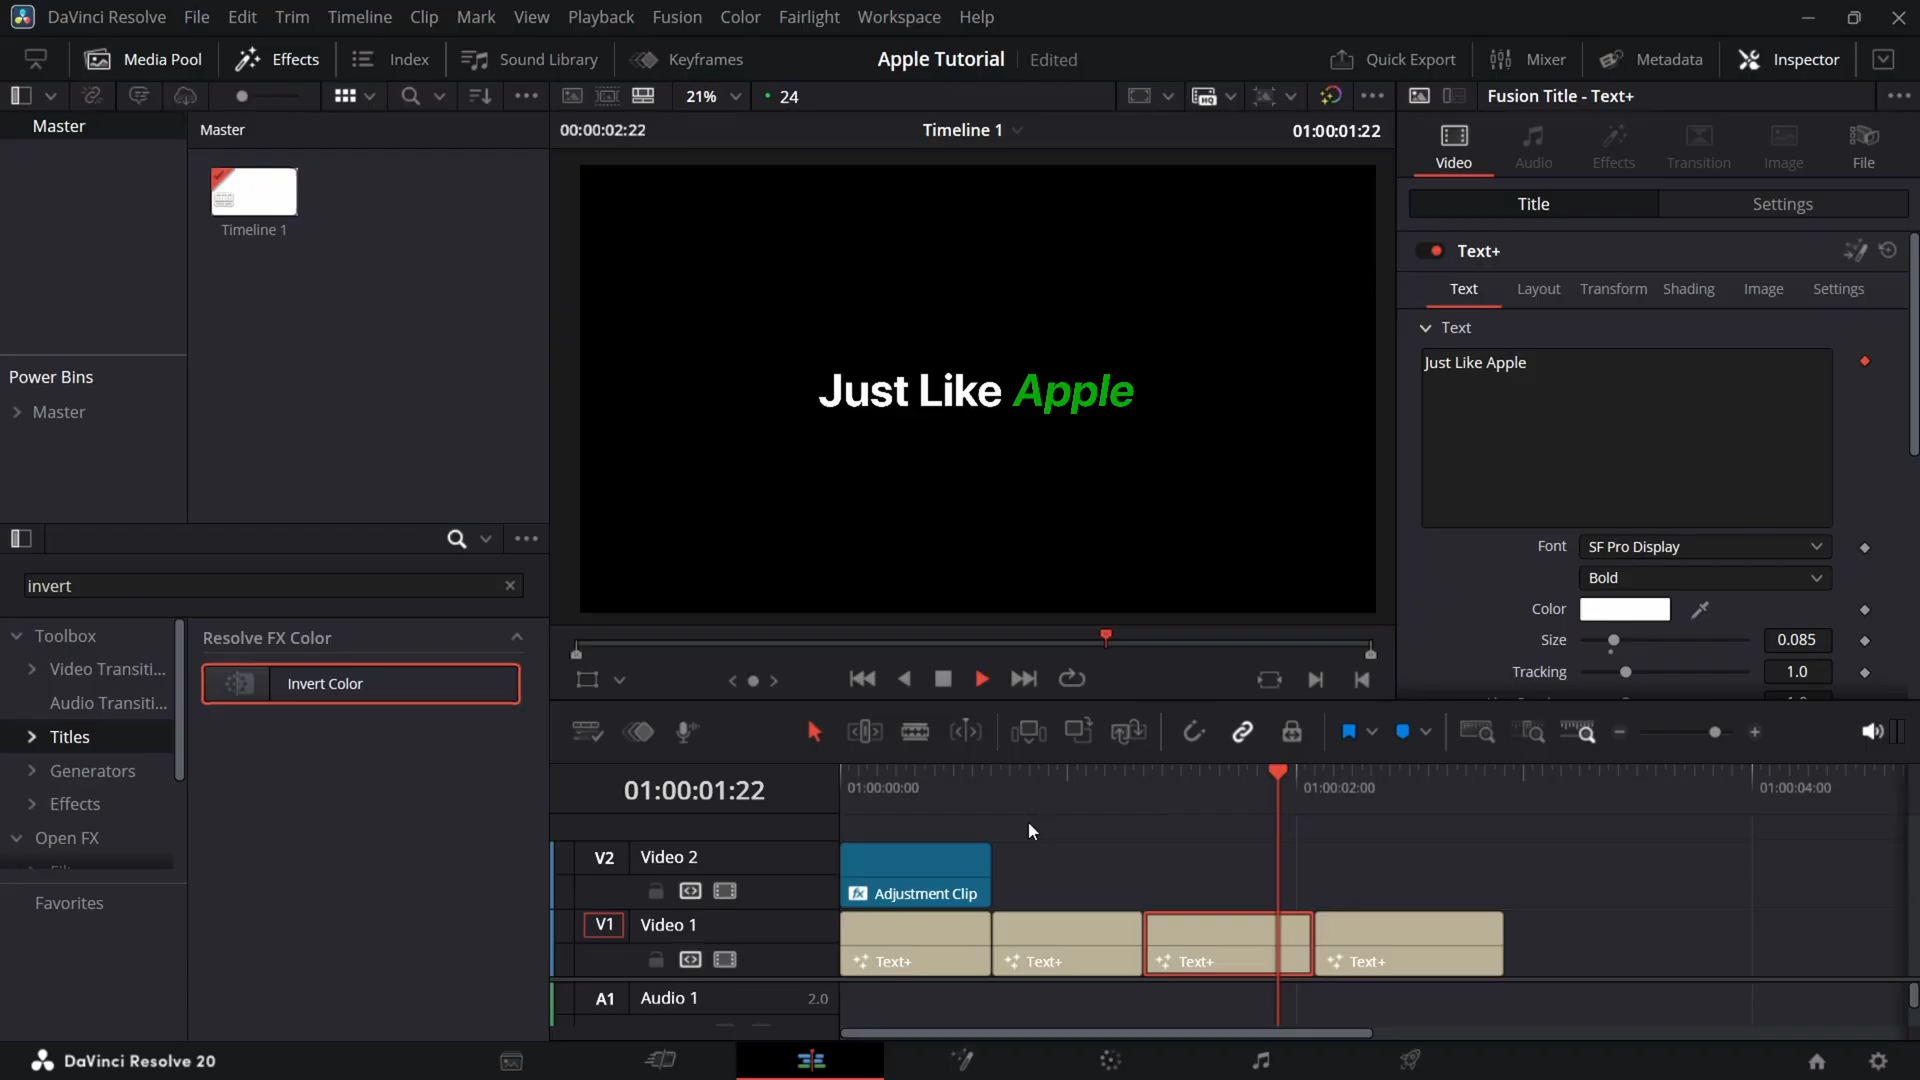 DaVinci Resolve File Edit Trim Timeline Clip Mark View Playback Fusion Color Fairlight Workspace Help
Media Pool Effects Index Sound Library Keyframes Apple Tutorial Edited Quick Export Mixer Metadata Inspector
21% 24 Fusion Title - Text+
Master Master 00:00:02:22 Timeline 1 01:00:01:22
Video Audio Effects Transition Image File
Timeline 1
Title Settings
Text+
Text Layout Transform Shading Image Settings
Text
Just Like Apple
Just Like Apple
Power Bins
Master
Font SF Pro Display
Bold
Color
Size 0.085
Tracking 1.0
invert
Toolbox
Video Transiti...
Audio Transiti...
Titles
Generators
Effects
Open FX
Favorites
Resolve FX Color
Invert Color
01:00:01:22 01:00:00:00 01:00:02:00 01:00:04:00
V2 Video 2
Adjustment Clip
V1 Video 1
Text+ Text+ Text+ Text+
A1 Audio 1 2.0
DaVinci Resolve 20